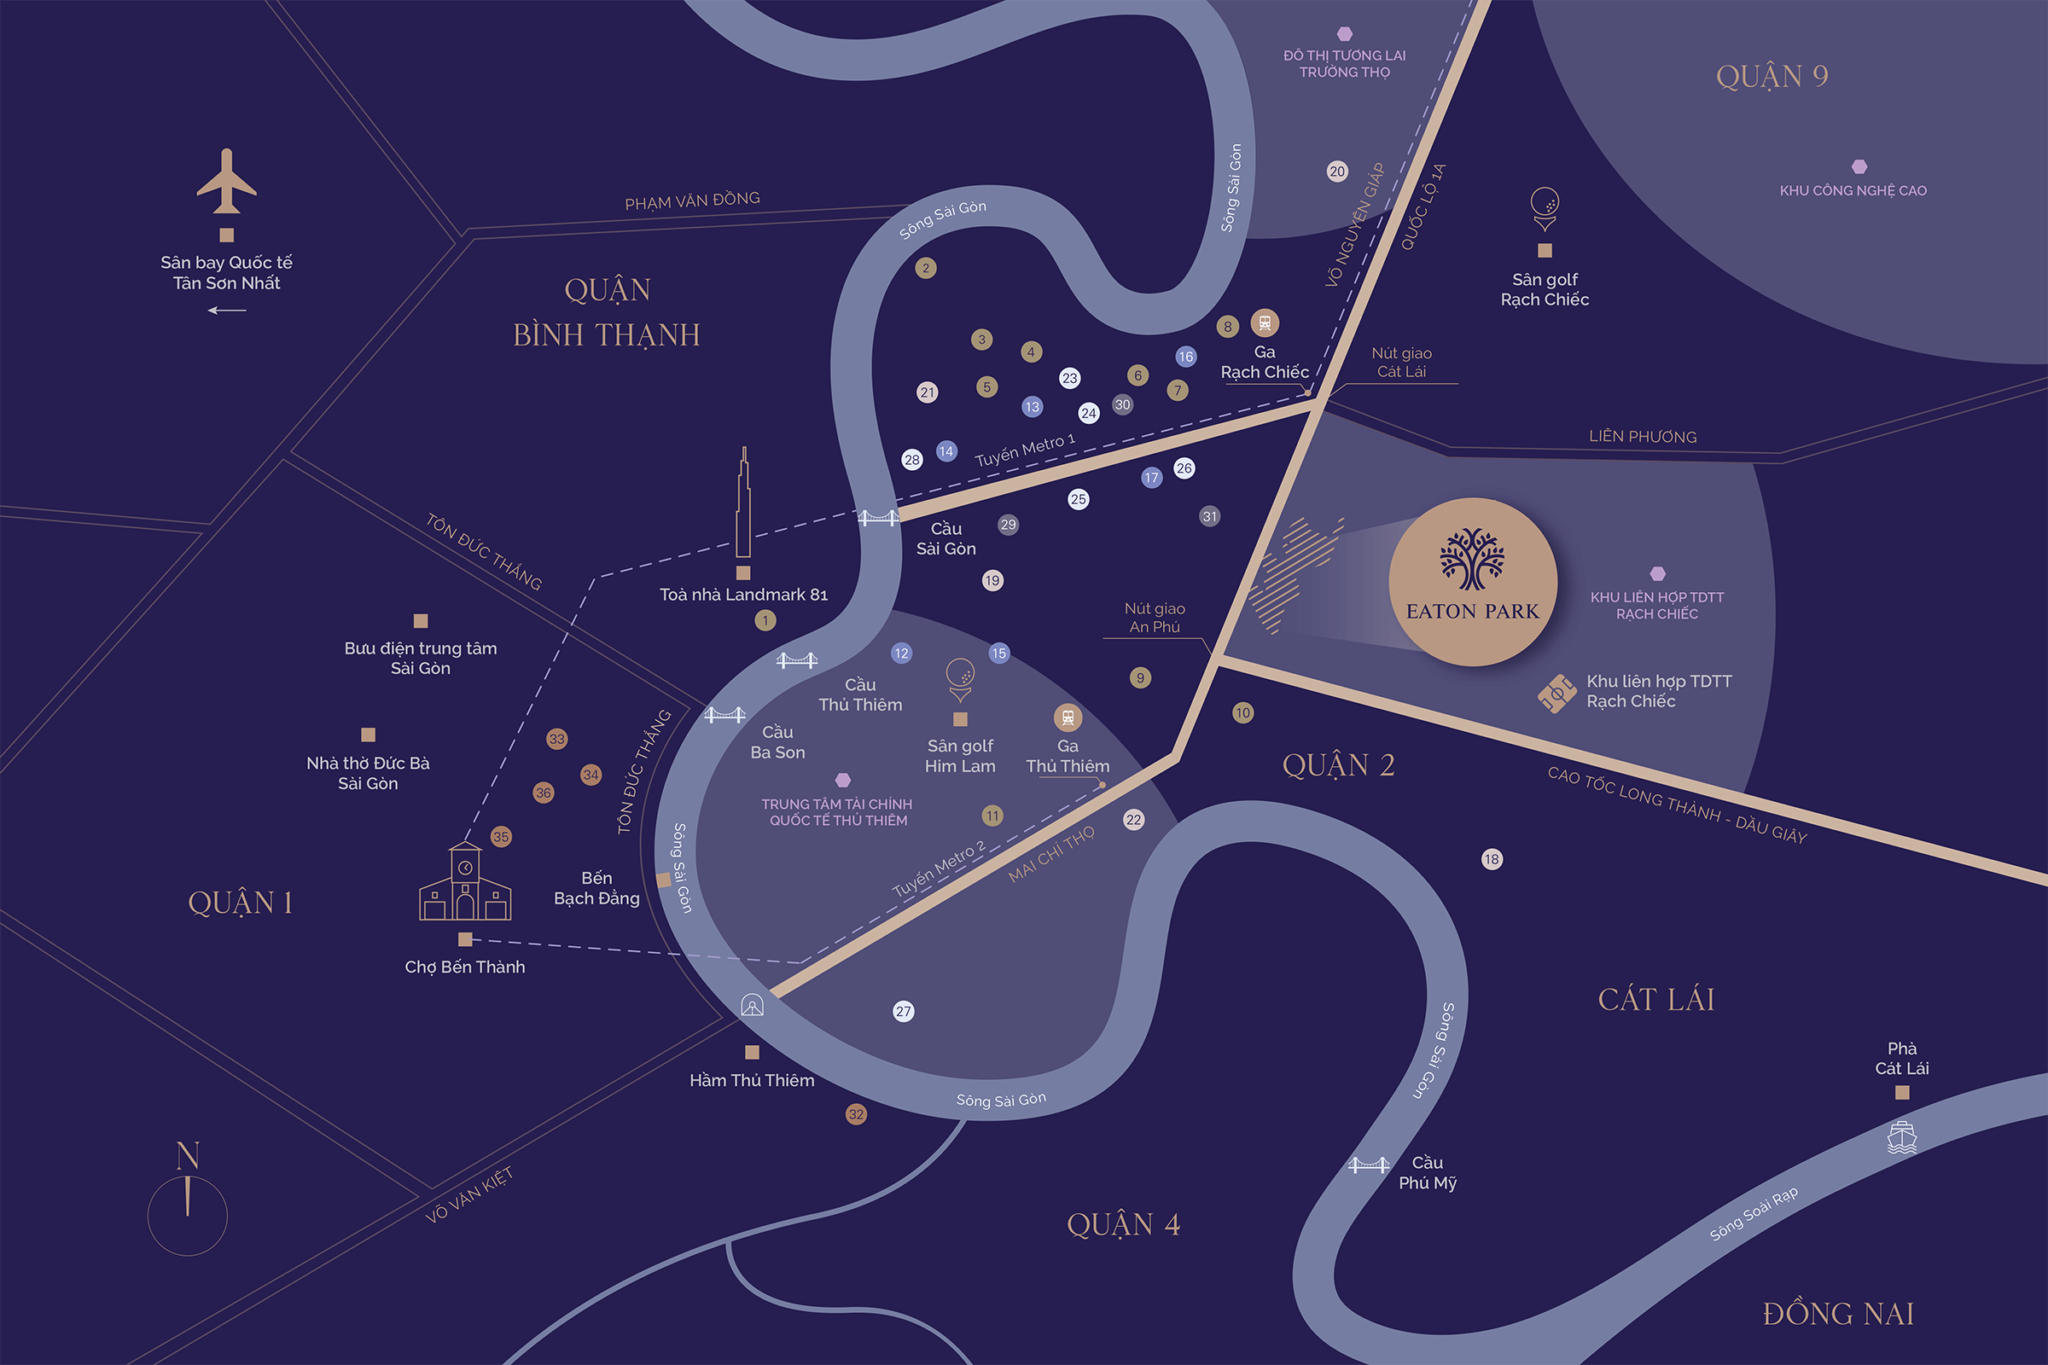 ĐÔ THỊ TƯƠNG LAI
TRƯỜNG THỌ
QUẬN 9
KHU CÔNG NGHỆ CAO
Sân bay Quốc tế
Tân Sơn Nhất
PHẠM VĂN ĐỒNG
Sông Sài Gòn
Sông Sài Gòn
20
VÕ NGUYÊN GIÁP
QUỐC LỘ 1A
Sân golf
Rạch Chiếc
QUẬN
BÌNH THẠNH
2
3
4
5
6
7
8
16
23
21
13
24
30
Ga
Rạch Chiếc
Nút giao
Cát Lái
LIÊN PHƯƠNG
28
14
Tuyến Metro 1
17
26
25
29
31
Cầu
Sài Gòn
19
TÔN ĐỨC THẮNG
Toà nhà Landmark 81
1
EATON PARK
KHU LIÊN HỢP TDTT
RẠCH CHIẾC
Khu liên hợp TDTT
Rạch Chiếc
Nút giao
An Phú
Bưu điện trung tâm
Sài Gòn
12
15
9
10
Cầu
Thủ Thiêm
Cầu
Ba Son
Sân golf
Him Lam
Ga
Thủ Thiêm
Nhà thờ Đức Bà
Sài Gòn
33
34
36
35
TÔN ĐỨC THẮNG
TRUNG TÂM TÀI CHÍNH
QUỐC TẾ THỦ THIÊM
11
22
QUẬN 2
CAO TỐC LONG THÀNH - DẦU GIÂY
18
Tuyến Metro 2
MAI CHÍ THỌ
Sông Sài Gòn
Bến
Bạch Đằng
QUẬN 1
Chợ Bến Thành
27
Hầm Thủ Thiêm
32
Sông Sài Gòn
Sông Sài Gòn
CÁT LÁI
Phà
Cát Lái
Cầu
Phú Mỹ
Sông Soài Rạp
N
VÕ VĂN KIỆT
QUẬN 4
ĐỒNG NAI